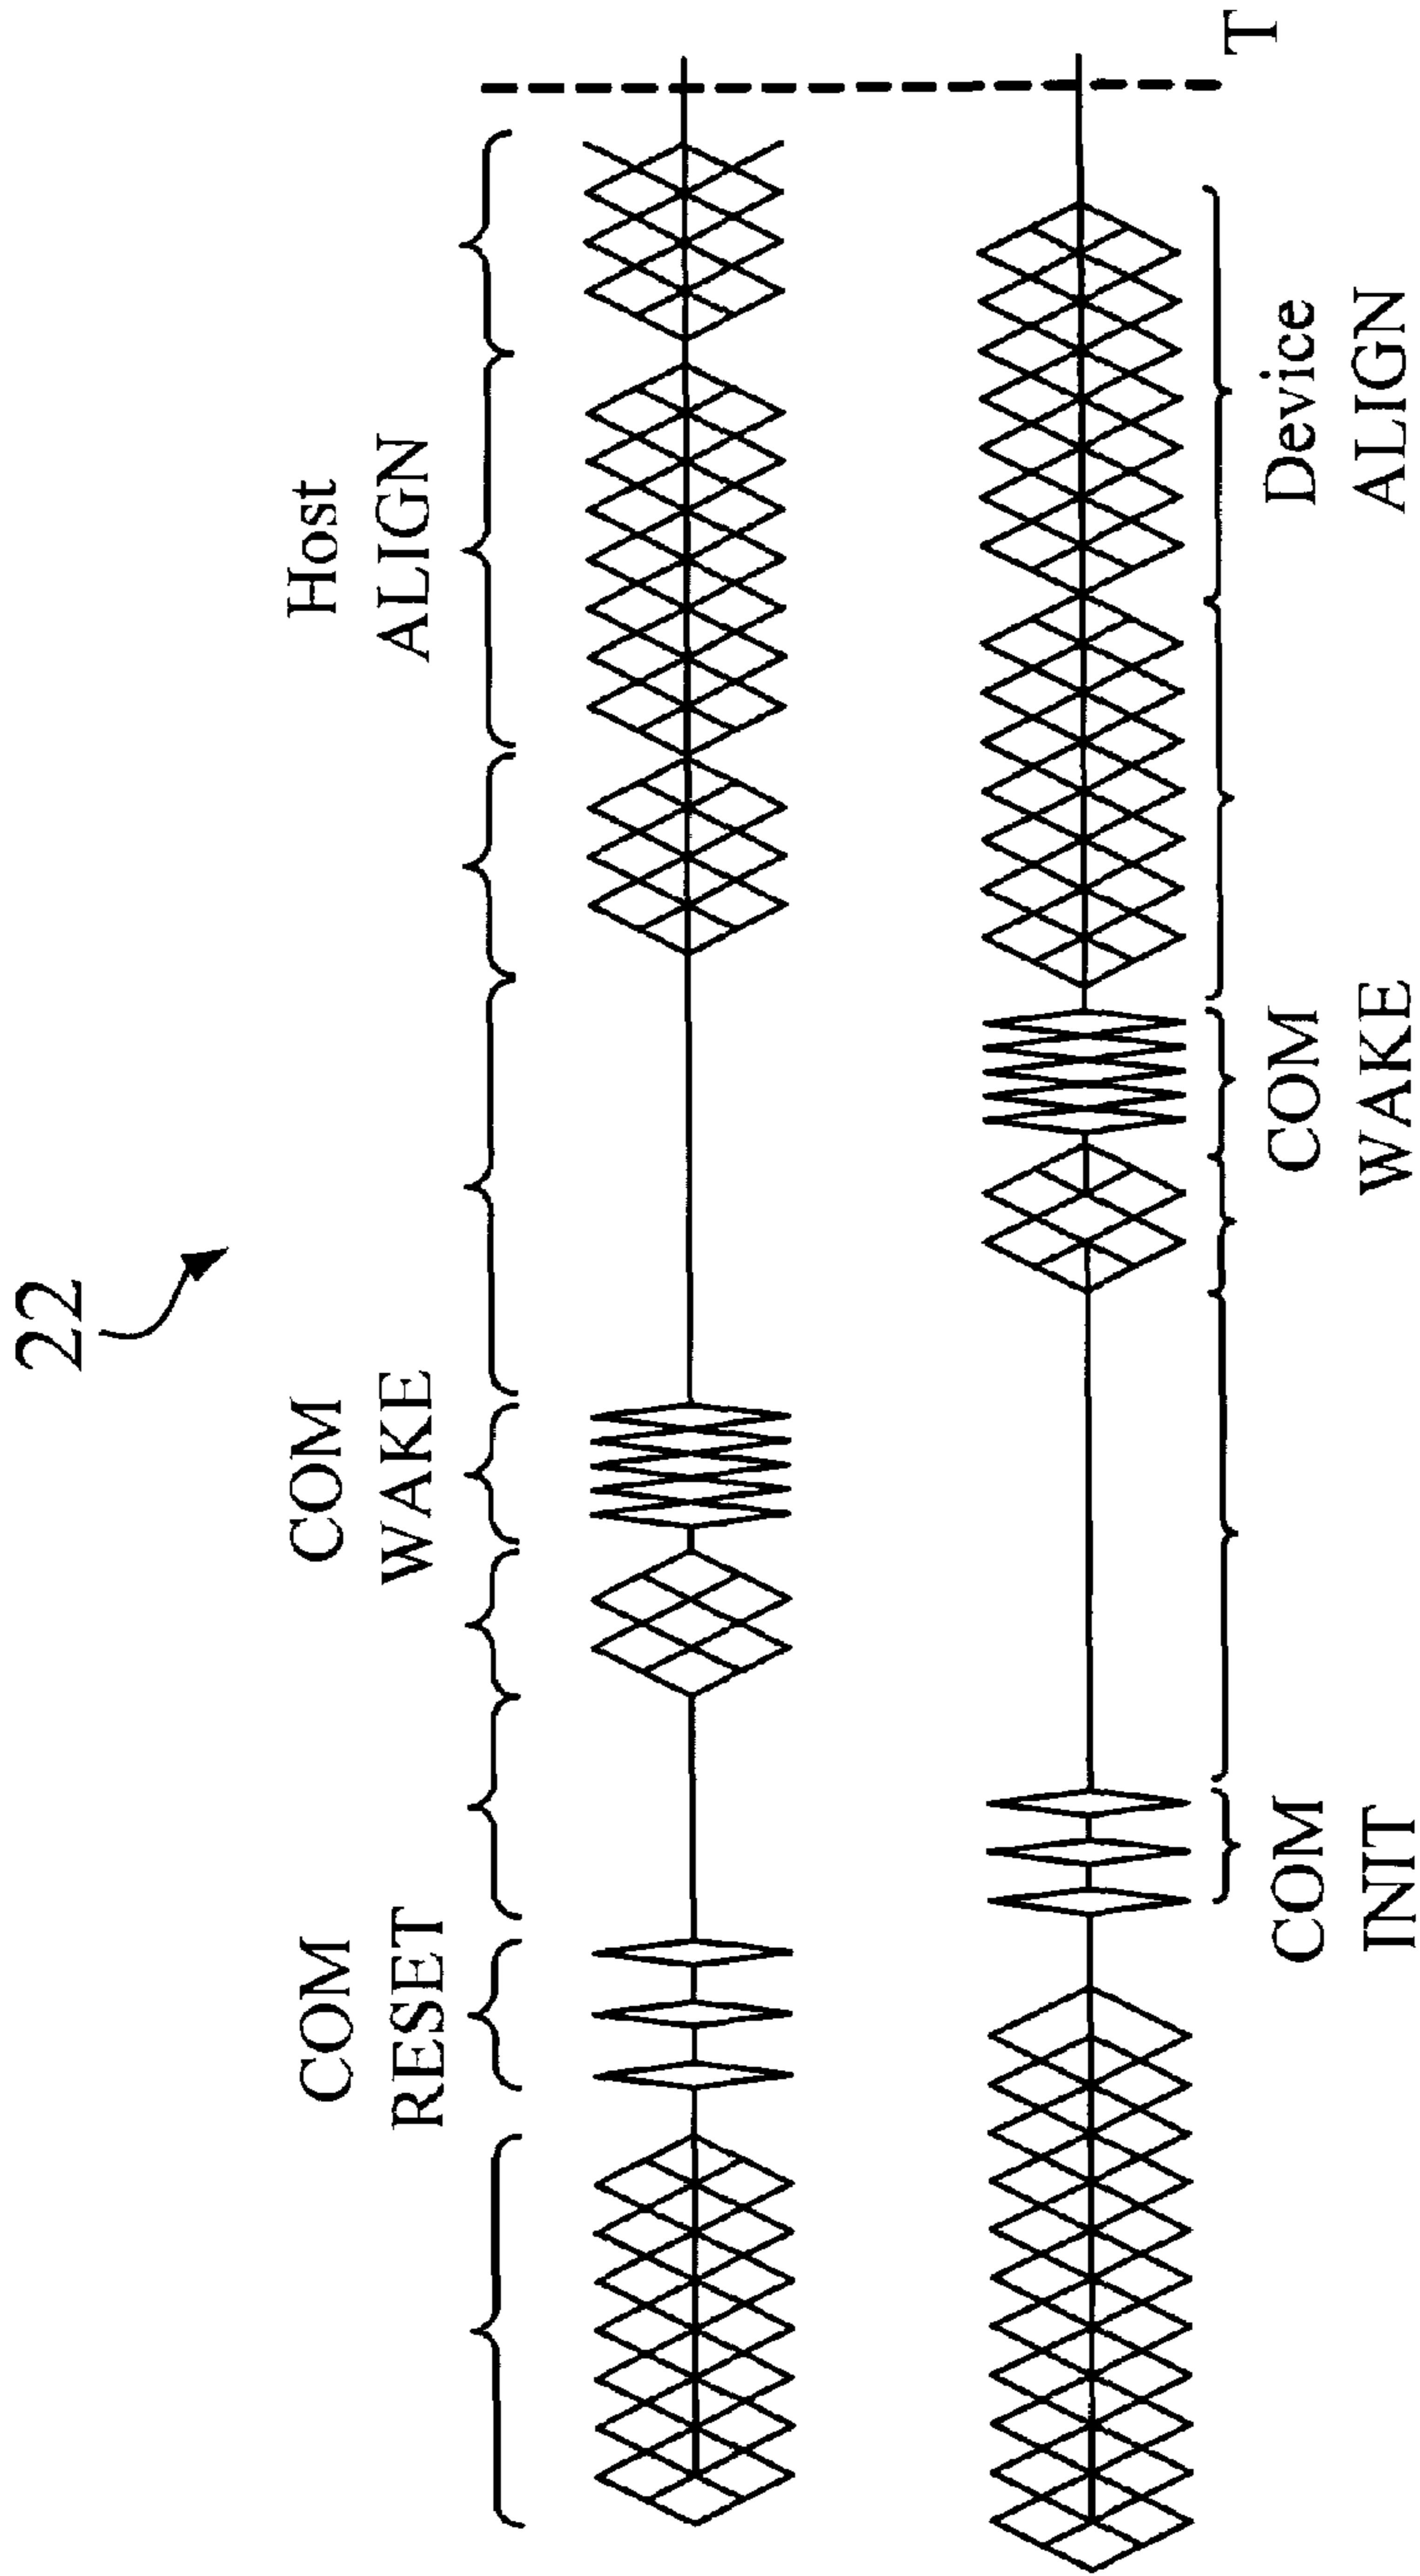 22
COM
RESET
COM
WAKE
Host
ALIGN
T
COM
INIT
COM
WAKE
Device
ALIGN